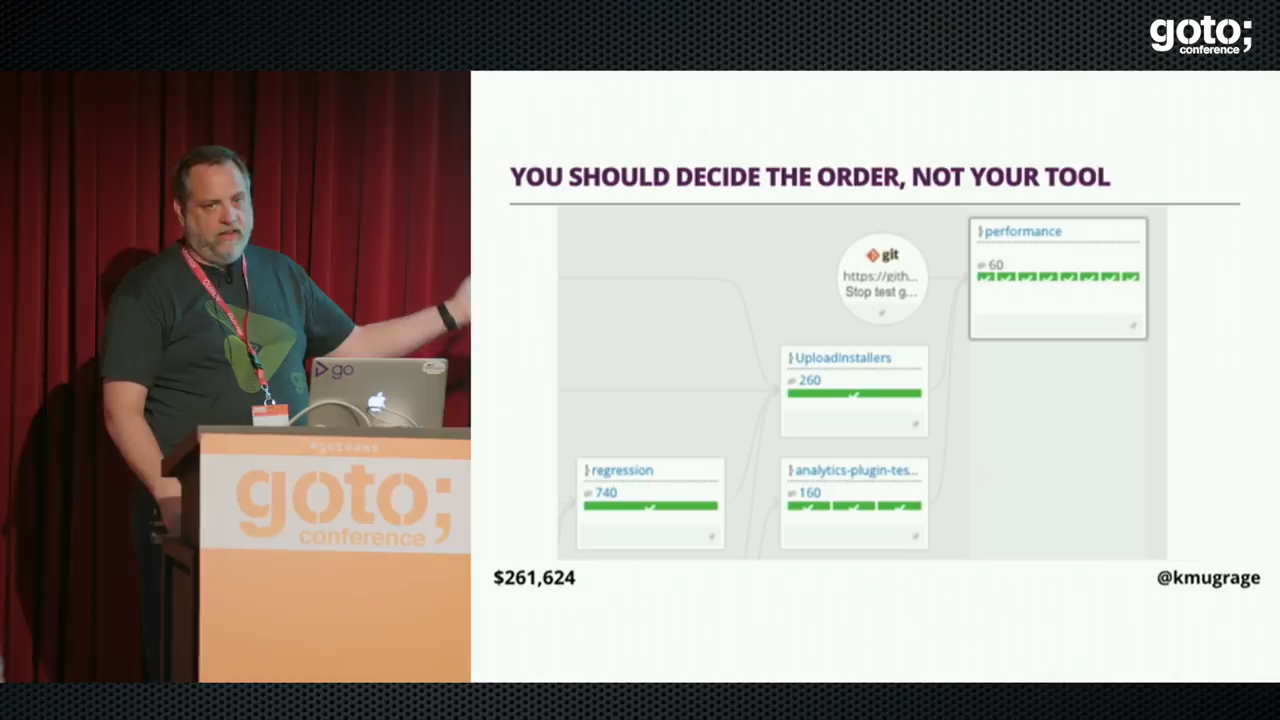 goto;
conference
YOU SHOULD DECIDE THE ORDER, NOT YOUR TOOL
git
https://gith...
Stop test g...
performance
60
UploadInstallers
260
regression
740
analytics-plugin-tes...
160
$261,624
@kmugrage
go
goto;
conference